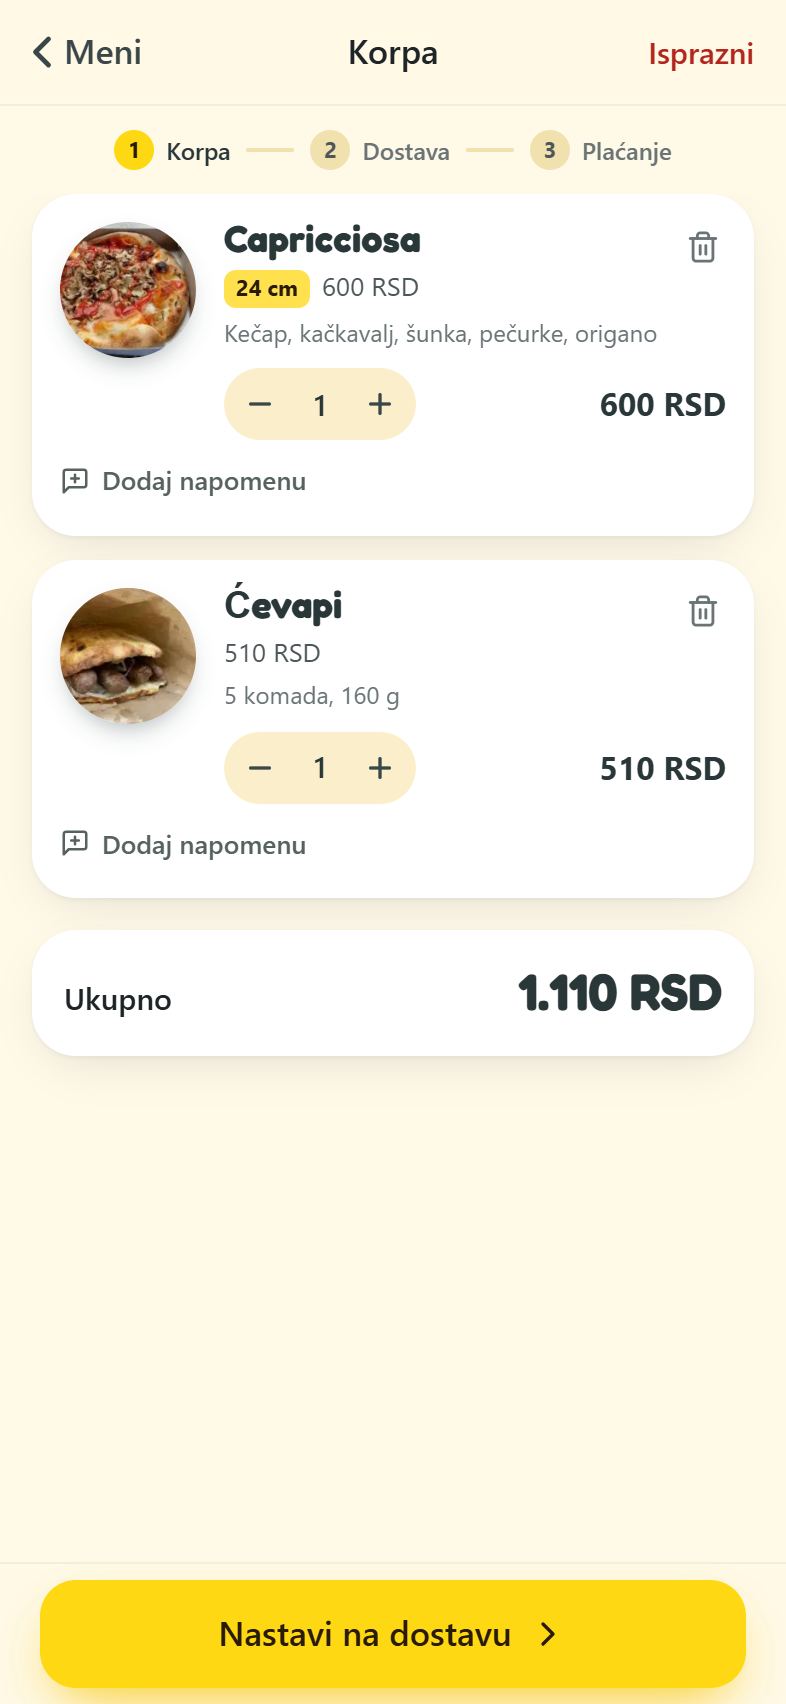 Meni
Korpa
Isprazni
1 Korpa
2 Dostava
3 Plaćanje
Capricciosa
24 cm 600 RSD
Kečap, kačkavalj, šunka, pečurke, origano
1
600 RSD
Dodaj napomenu
Ćevapi
510 RSD
5 komada, 160 g
1
510 RSD
Dodaj napomenu
Ukupno
1.110 RSD
Nastavi na dostavu